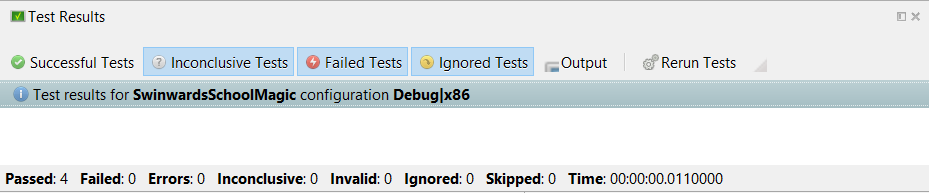 Test Results
Successful Tests Inconclusive Tests Failed Tests Ignored Tests Output Rerun Tests
Test results for SwinwardsSchoolMagic configuration Debug|x86
Passed: 4 Failed: 0 Errors: 0 Inconclusive: 0 Invalid: 0 Ignored: 0 Skipped: 0 Time: 00:00:00.0110000